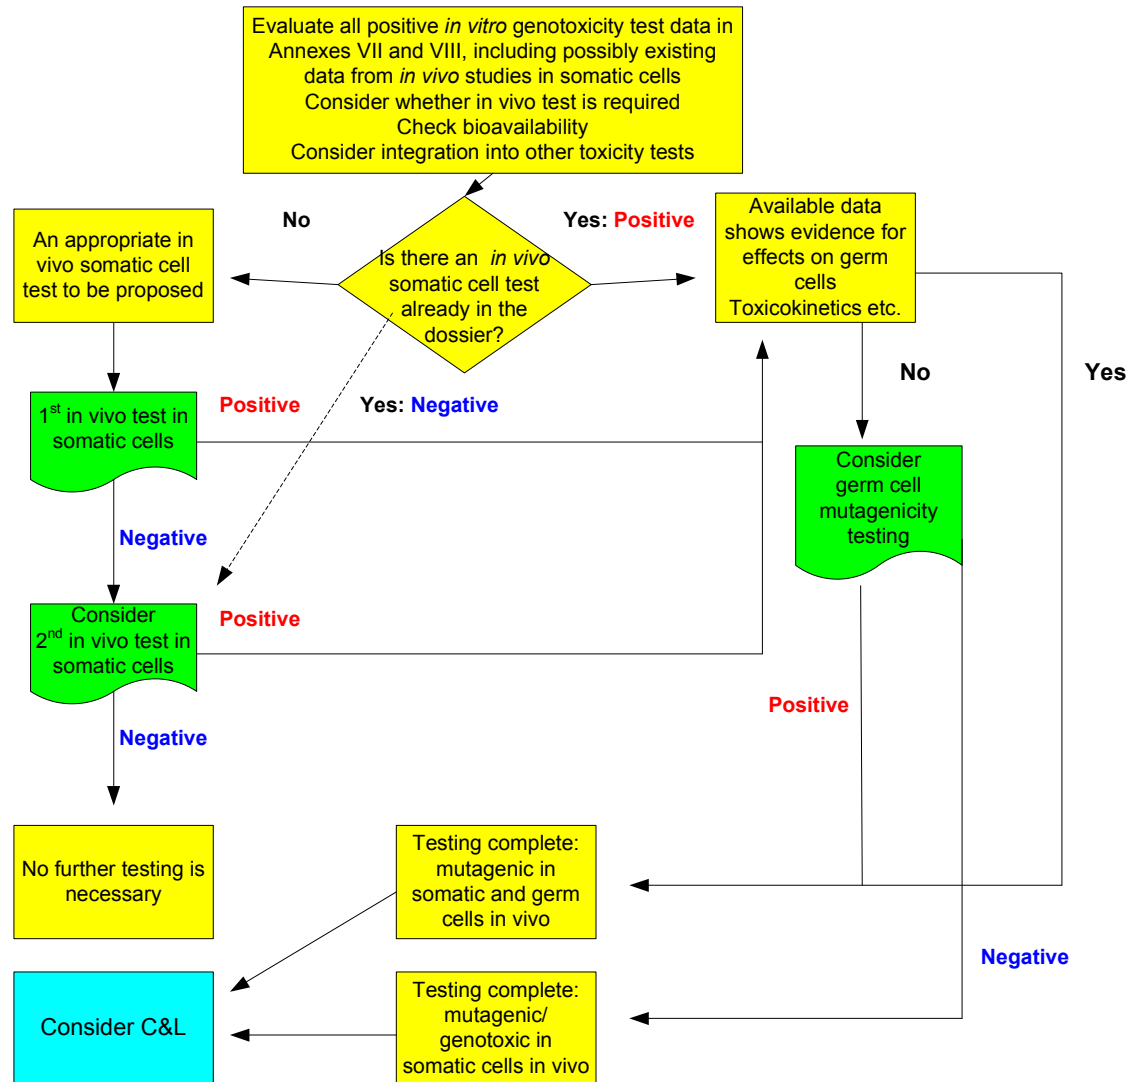 Evaluate all positive in vitro genotoxicity test data in
Annexes VII and VIII, including possibly existing
data from in vivo studies in somatic cells
Consider whether in vivo test is required
Check bioavailability
Consider integration into other toxicity tests
No
Yes: Positive
An appropriate in
vivo somatic cell
test to be proposed
Is there an in vivo
somatic cell test
already in the
dossier?
Available data
shows evidence for
effects on germ
cells
Toxicokinetics etc.
No
Yes
1st in vivo test in
somatic cells
Positive
Yes: Negative
Consider
germ cell
mutagenicity
testing
Negative
Consider
2nd in vivo test in
somatic cells
Positive
Negative
Positive
No further testing is
necessary
Testing complete:
mutagenic in
somatic and germ
cells in vivo
Negative
Consider C&L
Testing complete:
mutagenic/
genotoxic in
somatic cells in vivo